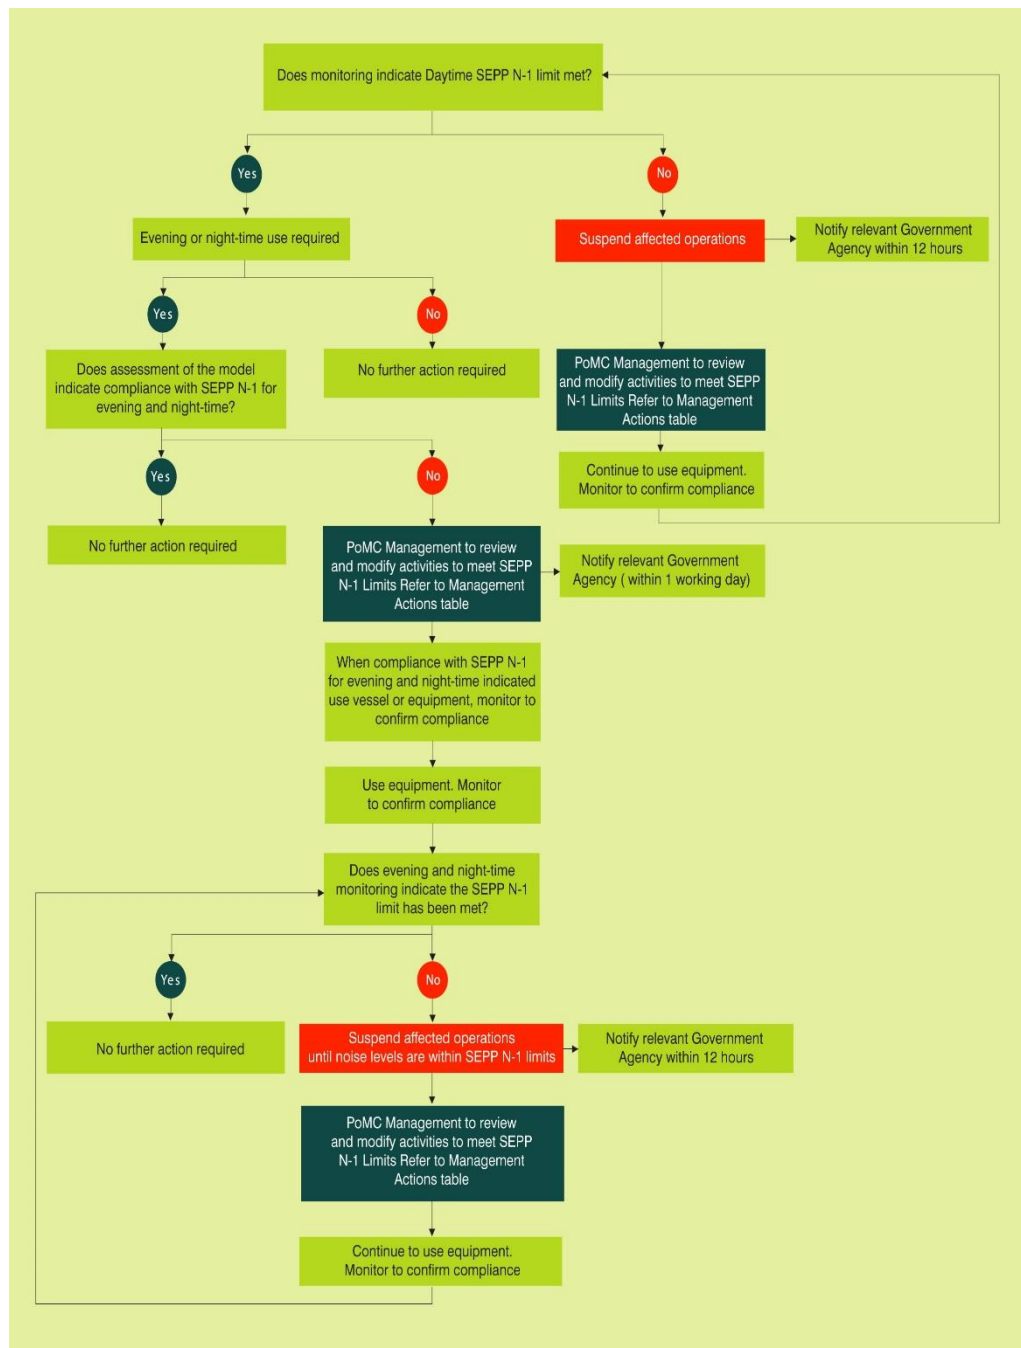 Does monitoring indicate Daytime SEPP N-1 limit met?
Yes
No
Evening or night-time use required
Suspend affected operations
Notify relevant Government
Agency within 12 hours
Yes
No
Does assessment of the model
indicate compliance with SEPP N-1 for
evening and night-time?
No further action required
PoMC Management to review
and modify activities to meet SEPP
N-1 Limits Refer to Management
Actions table
Yes
No
Continue to use equipment.
Monitor to confirm compliance
No further action required
PoMC Management to review
and modify activities to meet SEPP
N-1 Limits Refer to Management
Actions table
Notify relevant Government
Agency ( within 1 working day)
When compliance with SEPP N-1
for evening and night-time indicated
use vessel or equipment, monitor to
confirm compliance
Use equipment. Monitor
to confirm compliance
Does evening and night-time
monitoring indicate the SEPP N-1
limit has been met?
Yes
No
No further action required
Suspend affected operations
until noise levels are within SEPP N-1 limits
Notify relevant Government
Agency within 12 hours
PoMC Management to review
and modify activities to meet SEPP
N-1 Limits Refer to Management
Actions table
Continue to use equipment.
Monitor to confirm compliance